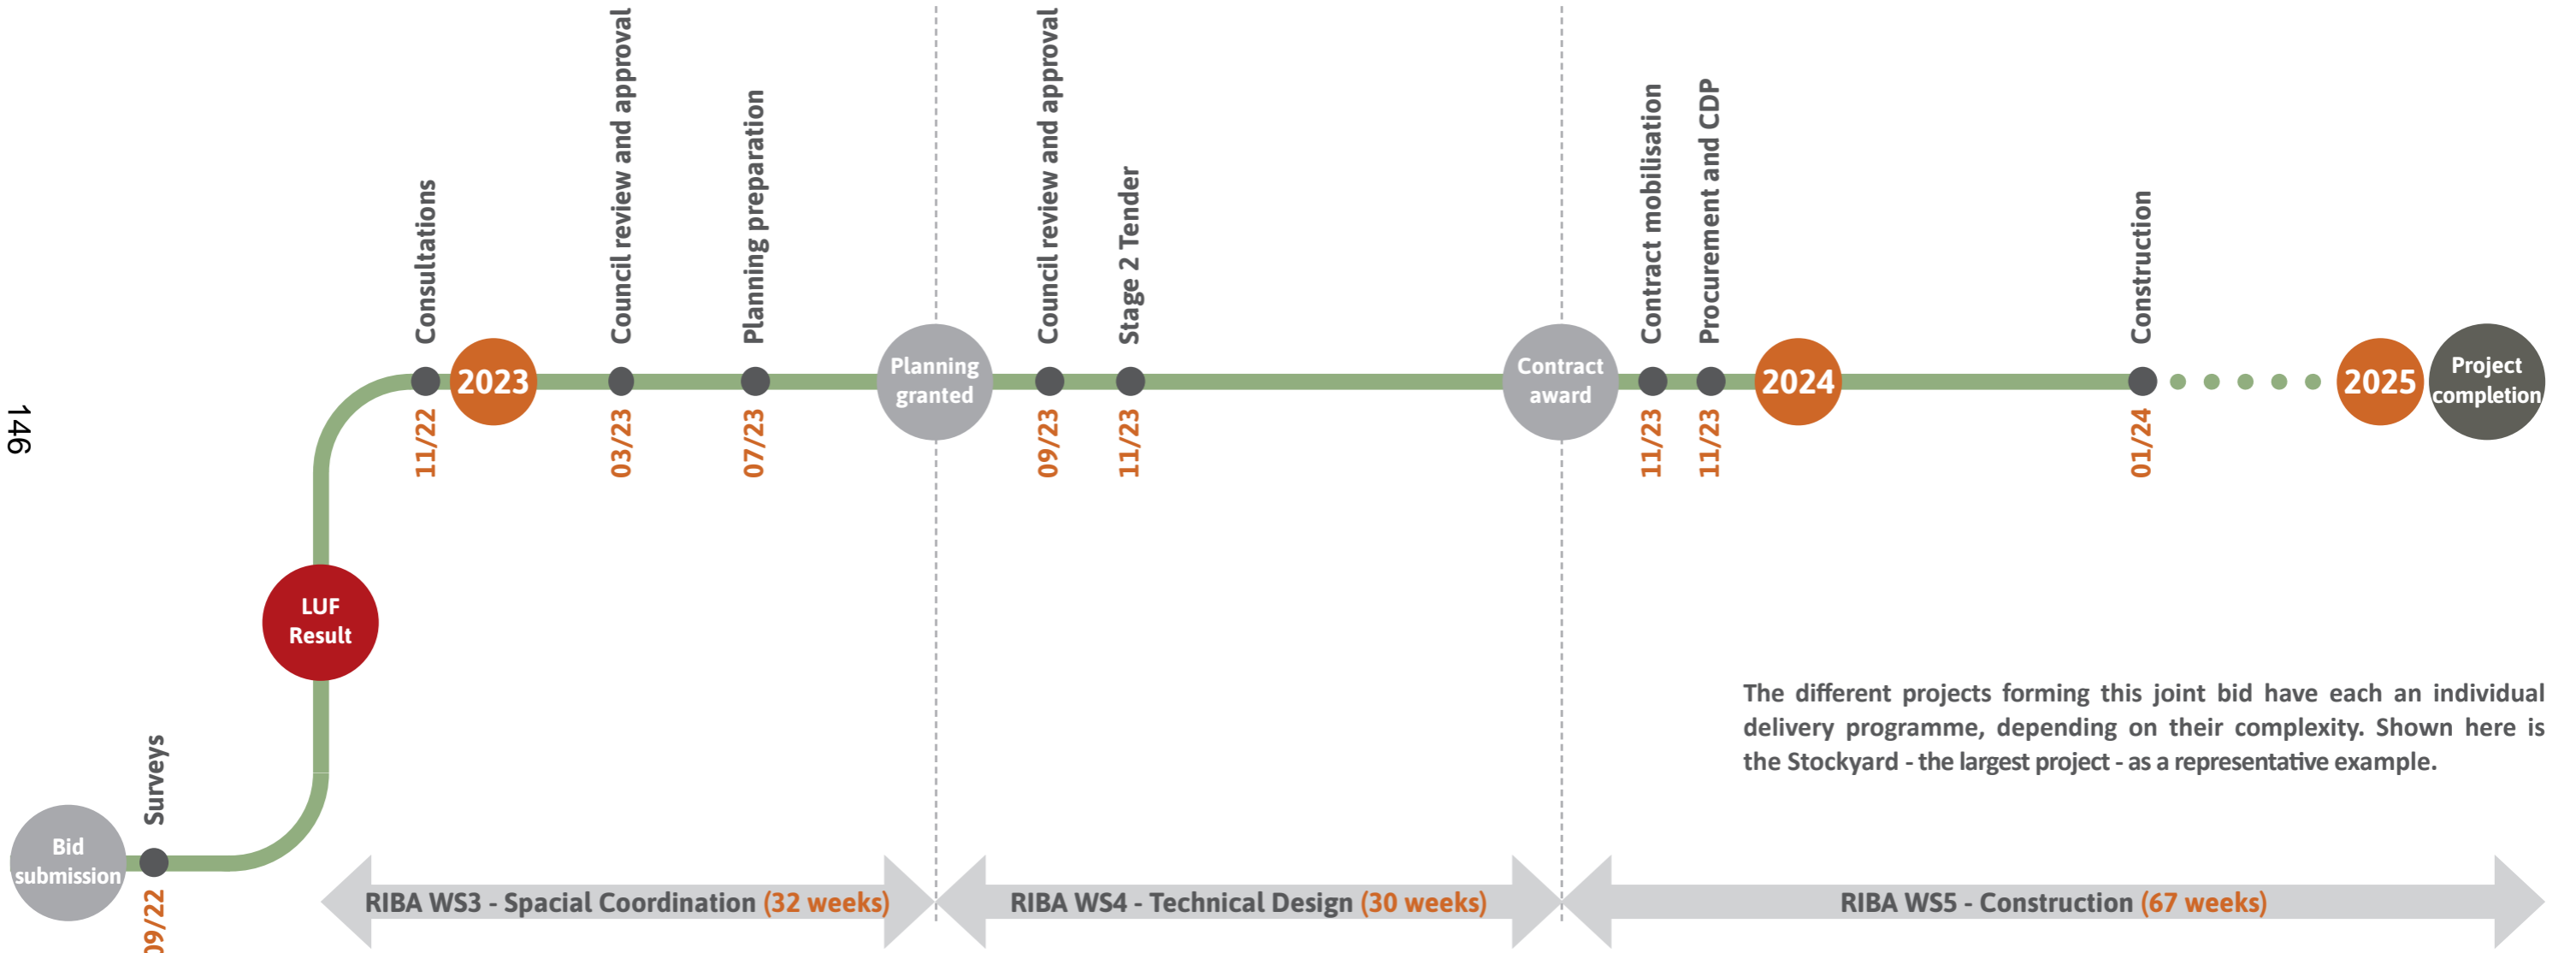 146
Bid
submission
Surveys
09/22
LUF
Result
Consultations
11/22
2023
Council review and approval
03/23
Planning preparation
07/23
Planning
granted
Council review and approval
09/23
Stage 2 Tender
11/23
Contract
award
Contract mobilisation
11/23
Procurement and CDP
11/23
2024
Construction
01/24
2025
Project
completion
The different projects forming this joint bid have each an individual
delivery programme, depending on their complexity. Shown here is
the Stockyard - the largest project - as a representative example.
RIBA WS3 - Spacial Coordination (32 weeks)
RIBA WS4 - Technical Design (30 weeks)
RIBA WS5 - Construction (67 weeks)